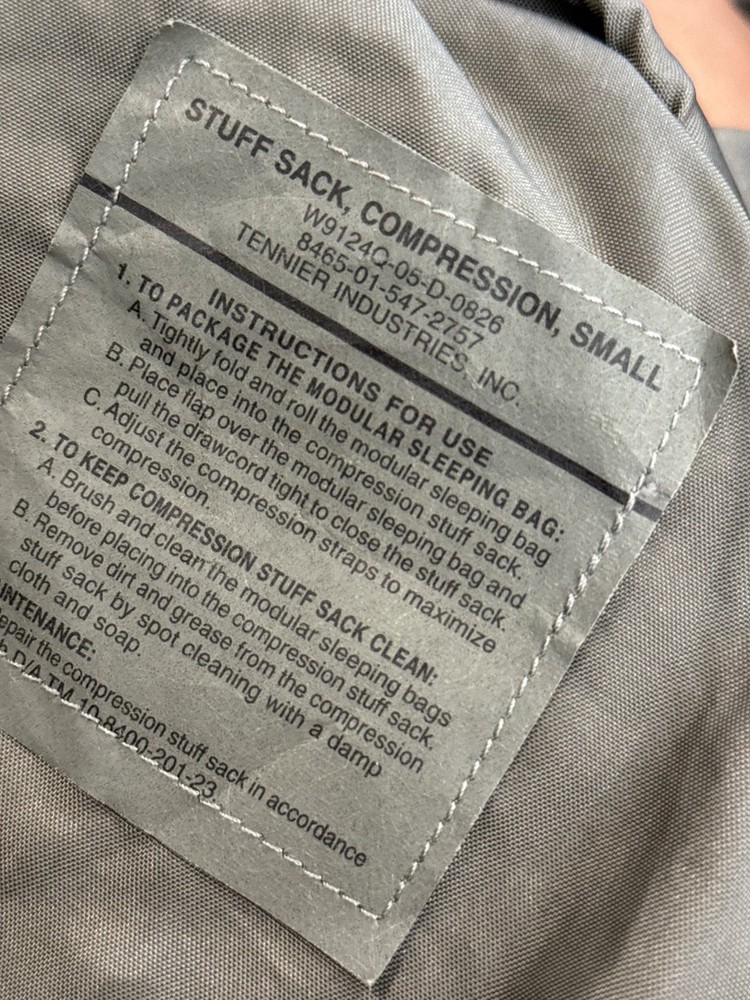 STUFF SACK, COMPRESSION, SMALL
W9124Q-05-D-0826
8465-01-547-2757
TENNIER INDUSTRIES, INC.
INSTRUCTIONS FOR USE
1. TO PACKAGE THE MODULAR SLEEPING BAG:
A. Tightly fold and roll the modular sleeping bag
and place into the compression stuff sack.
B. Place flap over the modular sleeping bag and
pull the drawcord tight to close the stuff sack.
C. Adjust the compression straps to maximize
compression.
2. TO KEEP COMPRESSION STUFF SACK CLEAN:
A. Brush and clean the modular sleeping bags
before placing into the compression stuff sack.
B. Remove dirt and grease from the compression
stuff sack by spot cleaning with a damp
cloth and soap.
INTENANCE:
epair the compression stuff sack in accordance
D/A TM 10-8400-201-23.